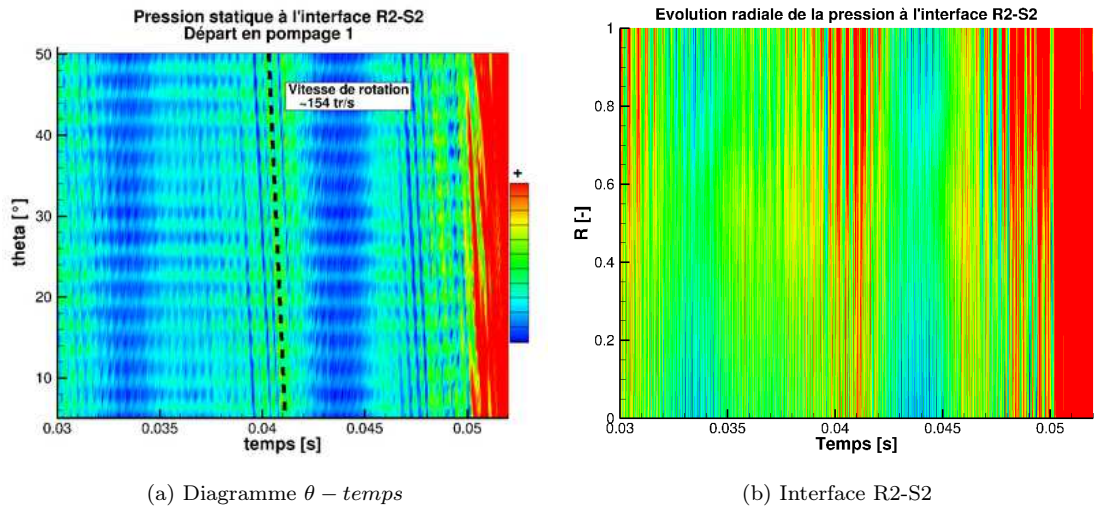 Pression statique à l'interface R2-S2
Départ en pompage 1
50
40
30
20
10
theta [°]
Vitesse de rotation
~154 tr/s
0.03
0.035
0.04
0.045
0.05
temps [s]
+
(a) Diagramme θ − temps
Evolution radiale de la pression à l'interface R2-S2
1
0.8
0.6
0.4
0.2
0
R [-]
0.03
0.035
0.04
0.045
0.05
Temps [s]
(b) Interface R2-S2